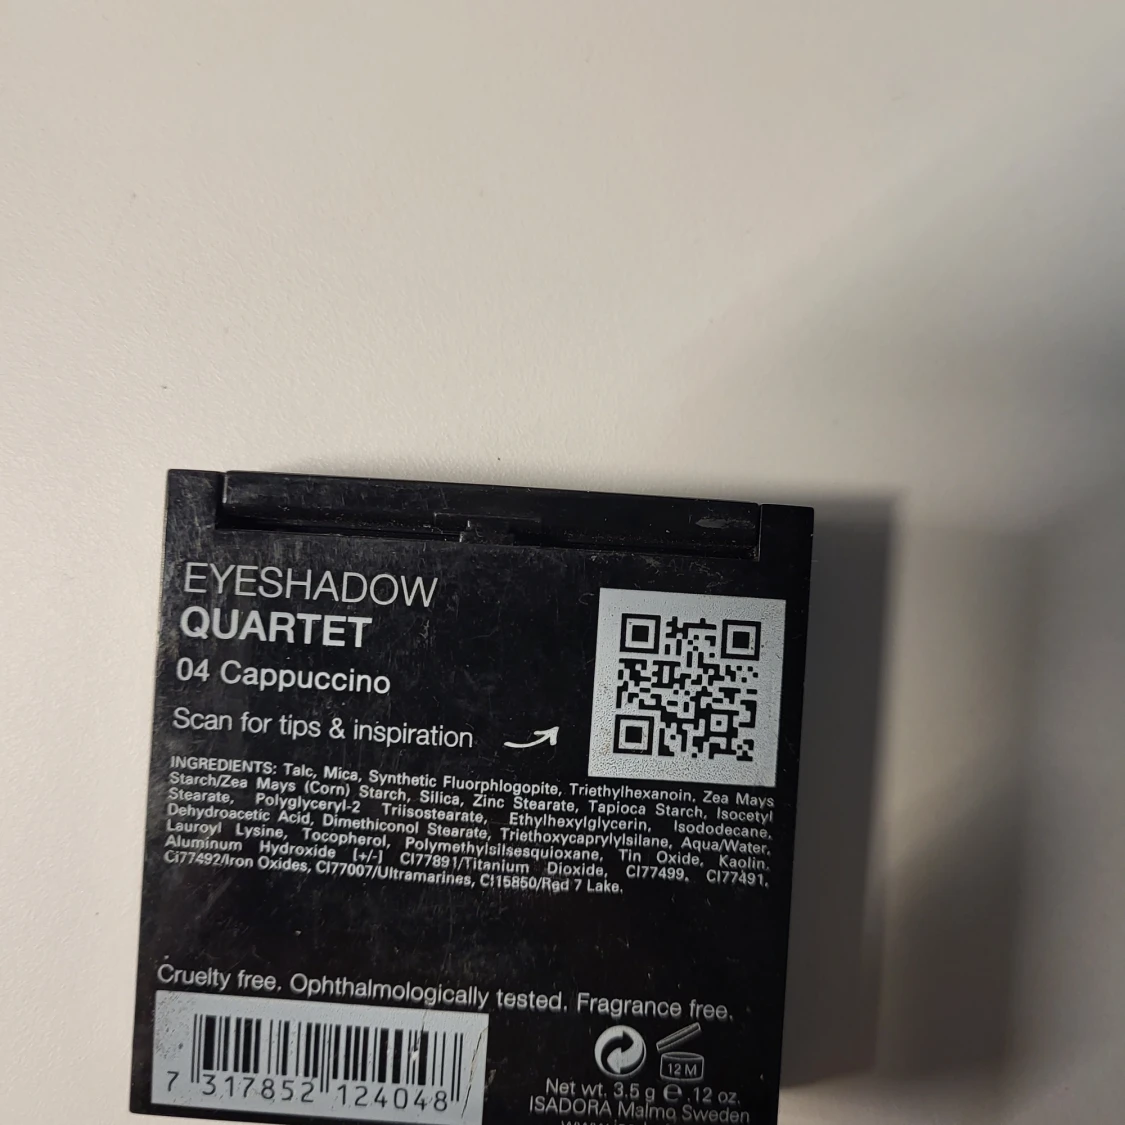 EYESHADOW
QUARTET
04 Cappuccino
Scan for tips & inspiration
INGREDIENTS: Talc, Mica, Synthetic Fluorphlogopite, Triethylhexanoin, Zea Mays
Starch/Zea Mays (Corn) Starch, Silica, Zinc Stearate, Tapioca Starch, Isocetyl
Stearate, Polyglyceryl-2 Triisostearate, Ethylhexylglycerin, Isododecane,
Dehydroacetic Acid, Dimethiconol Stearate, Triethoxycaprylylsilane, Aqua/Water,
Lauroyl Lysine, Tocopherol, Polymethylsilsesquioxane, Tin Oxide, Kaolin,
Aluminum Hydroxide [+/-] CI77891/Titanium Dioxide, CI77499, CI77491,
Ci77492/Iron Oxides, CI77007/Ultramarines, CI15850/Red 7 Lake.
Cruelty free. Ophthalmologically tested. Fragrance free.
7 317852 124048
12 M
Net wt. 3.5 g ℮ .12 oz.
ISADORA Malmö Sweden